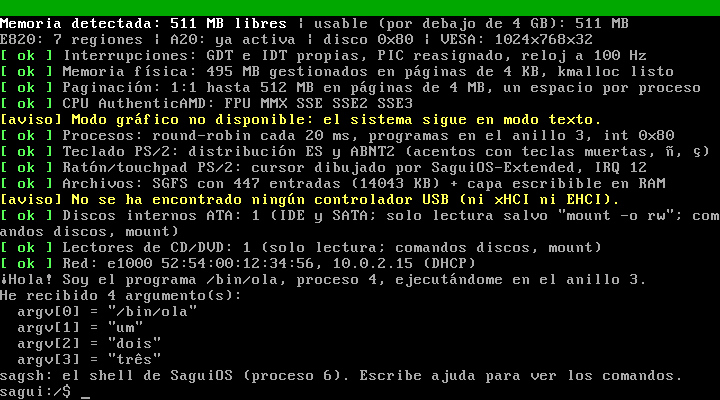 Memoria detectada: 511 MB libres ¦ usable (por debajo de 4 GB): 511 MB
E820: 7 regiones ¦ A20: ya activa ¦ disco 0x80 ¦ VESA: 1024x768x32
[ ok ] Interrupciones: GDT e IDT propias, PIC reasignado, reloj a 100 Hz
[ ok ] Memoria física: 495 MB gestionados en páginas de 4 KB, kmalloc listo
[ ok ] Paginación: 1:1 hasta 512 MB en páginas de 4 MB, un espacio por proceso
[ ok ] CPU AuthenticAMD: FPU MMX SSE SSE2 SSE3
[aviso] Modo gráfico no disponible: el sistema sigue en modo texto.
[ ok ] Procesos: round-robin cada 20 ms, programas en el anillo 3, int 0x80
[ ok ] Teclado PS/2: distribución ES y ABNT2 (acentos con teclas muertas, ñ, ç)
[ ok ] Ratón/touchpad PS/2: cursor dibujado por SaguiOS-Extended, IRQ 12
[ ok ] Archivos: SGFS con 447 entradas (14043 KB) + capa escribible en RAM
[aviso] No se ha encontrado ningún controlador USB (ni xHCI ni EHCI).
[ ok ] Discos internos ATA: 1 (IDE y SATA; solo lectura salvo "mount -o rw"; com
andos discos, mount)
[ ok ] Lectores de CD/DVD: 1 (solo lectura; comandos discos, mount)
[ ok ] Red: e1000 52:54:00:12:34:56, 10.0.2.15 (DHCP)
¡Hola! Soy el programa /bin/ola, proceso 4, ejecutándome en el anillo 3.
He recibido 4 argumento(s):
  argv[0] = "/bin/ola"
  argv[1] = "um"
  argv[2] = "dois"
  argv[3] = "três"
sagsh: el shell de SaguiOS (proceso 6). Escribe ajuda para ver los comandos.
sagui:/$ _